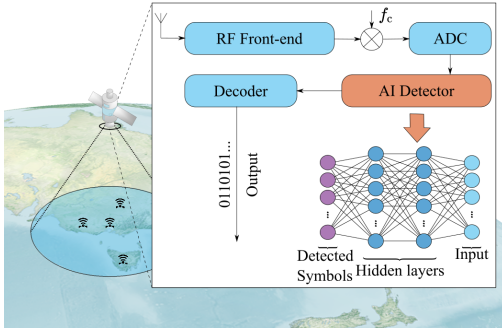 f_c
RF Front-end
ADC
Decoder
AI Detector
0110101...
Output
Detected
Symbols
Hidden layers
Input